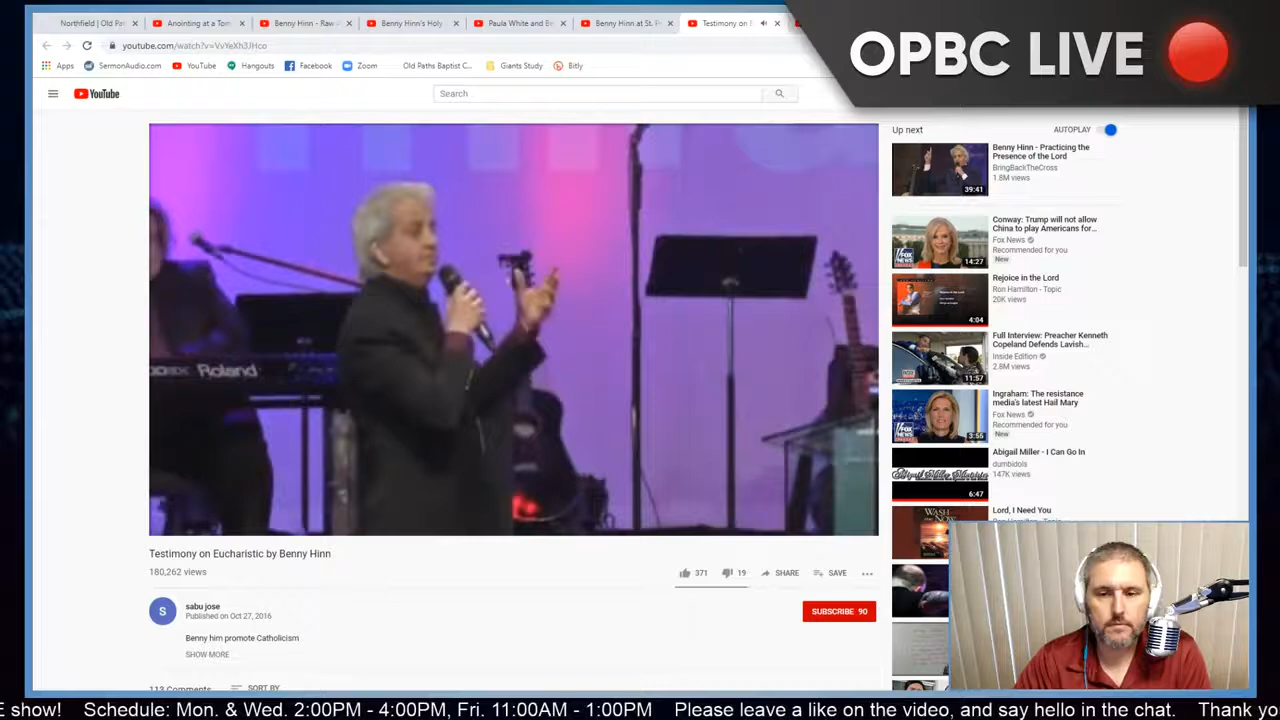 Northfield | Old Pat
Anointing at a Tom
Benny Hinn - Raw
Benny Hinn's Holy
Paula White and Be
Benny Hinn at St. P
Testimony on E
youtube.com/watch?v=VvYeXh3JHco
Apps
SermonAudio.com
YouTube
Hangouts
Facebook
Zoom
Old Paths Baptist C...
Giants Study
Bitly
OPBC LIVE
YouTube
Search
Up next
AUTOPLAY
Benny Hinn - Practicing the
Presence of the Lord
BringBackTheCross
1.8M views
39:41
Conway: Trump will not allow
China to play Americans for...
Fox News
Recommended for you
New
14:27
Rejoice in the Lord
Ron Hamilton - Topic
20K views
4:04
Full Interview: Preacher Kenneth
Copeland Defends Lavish...
Inside Edition
2.8M views
11:57
Ingraham: The resistance
media's latest Hail Mary
Fox News
Recommended for you
New
3:55
Abigail Miller - I Can Go In
dumbidols
147K views
6:47
Lord, I Need You
WASH
Roland
Testimony on Eucharistic by Benny Hinn
180,262 views
371
19
SHARE
SAVE
S
sabu jose
Published on Oct 27, 2016
SUBSCRIBE 90
Benny him promote Catholicism
SHOW MORE
113 Comments
SORT BY
E show! Schedule: Mon. & Wed. 2:00PM - 4:00PM, Fri. 11:00AM - 1:00PM Please leave a like on the video, and say hello in the chat. Thank yo